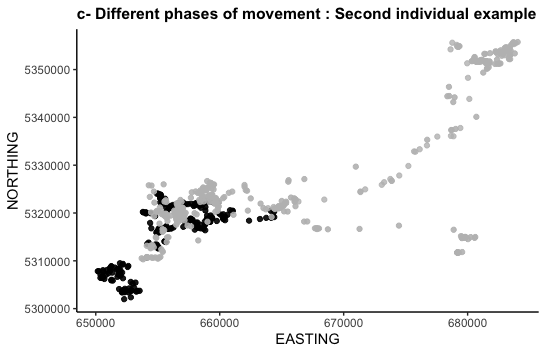 c- Different phases of movement : Second individual example
NORTHING
5350000
5340000
5330000
5320000
5310000
5300000
650000 660000 670000 680000
EASTING